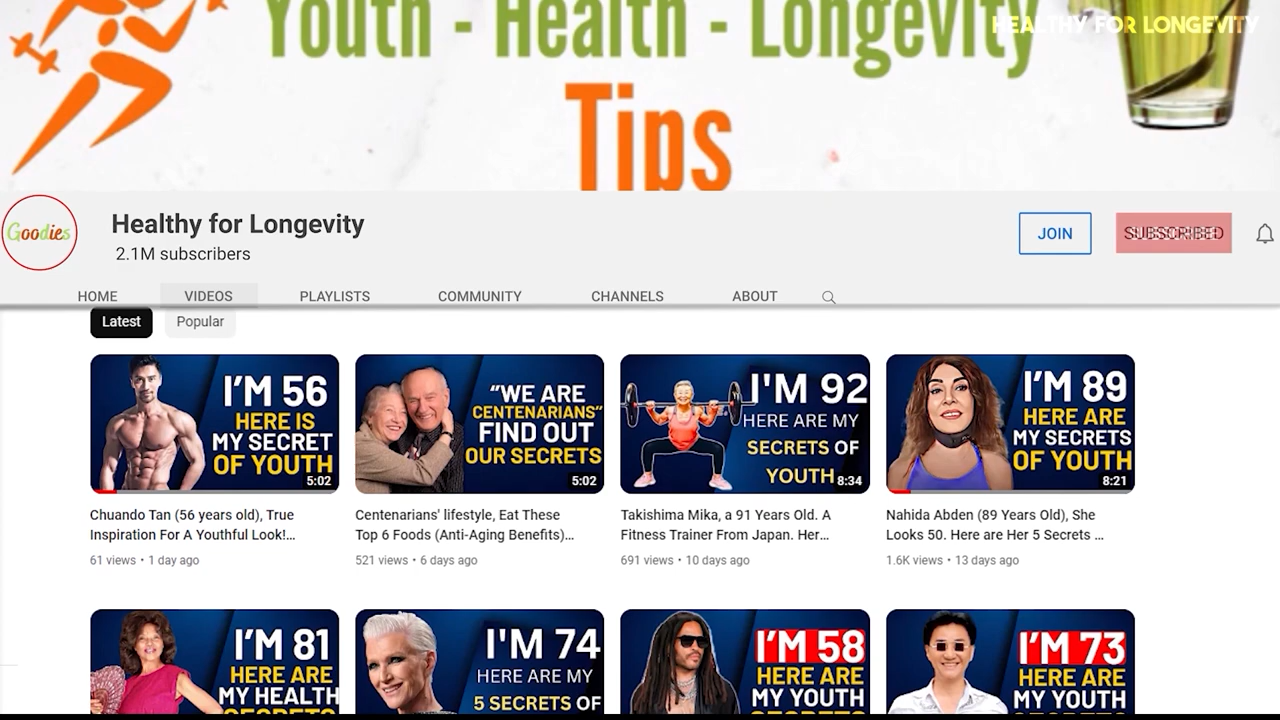 Youth - Health - Longevity
HEALTHY FOR LONGEVITY
Tips
Goodies
Healthy for Longevity
2.1M subscribers
JOIN
SUBSCRIBED
HOME
VIDEOS
PLAYLISTS
COMMUNITY
CHANNELS
ABOUT
Latest
Popular
I'M 56
HERE IS
MY SECRET
OF YOUTH
5:02
Chuando Tan (56 years old), True
Inspiration For A Youthful Look!...
61 views • 1 day ago
"WE ARE
CENTENARIANS"
FIND OUT
OUR SECRETS
5:02
Centenarians' lifestyle, Eat These
Top 6 Foods (Anti-Aging Benefits)...
521 views • 6 days ago
I'M 92
HERE ARE MY
SECRETS OF
YOUTH
8:34
Takishima Mika, a 91 Years Old. A
Fitness Trainer From Japan. Her...
691 views • 10 days ago
I'M 89
HERE ARE
MY SECRETS
OF YOUTH
8:21
Nahida Abden (89 Years Old), She
Looks 50. Here are Her 5 Secrets ...
1.6K views • 13 days ago
I'M 81
HERE ARE
MY HEALTH
SECRETS
I'M 74
HERE ARE MY
5 SECRETS OF
I'M 58
HERE ARE
MY YOUTH
SECRETS
I'M 73
HERE ARE
MY YOUTH
SECRETS